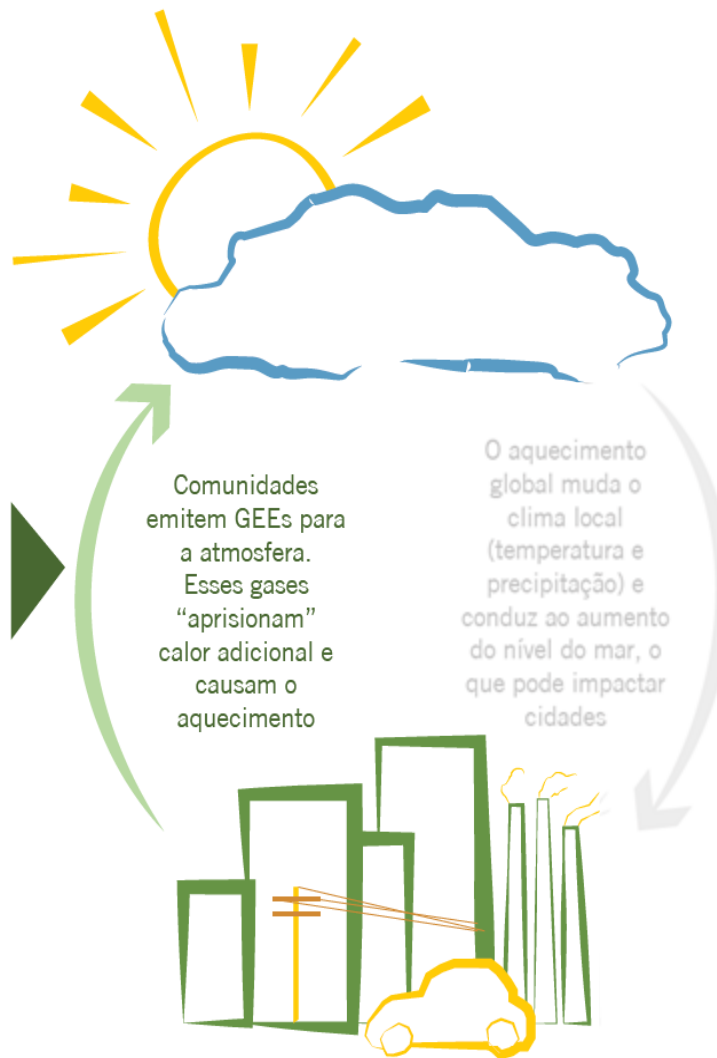 Comunidades
emitem GEEs para
a atmosfera.
Esses gases
“aprisionam”
calor adicional e
causam o
aquecimento
O aquecimento
global muda o
clima local
(temperatura e
precipitação) e
conduz ao aumento
do nível do mar, o
que pode impactar
cidades